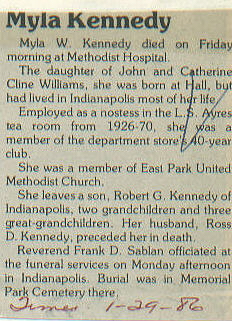 Myla Kennedy
Myla W. Kennedy died on Friday
morning at Methodist Hospital.
The daughter of John and Catherine
Cline Williams, she was born at Hall, but
had lived in Indianapolis most of her life.
Employed as a nostess in the L.S. Ayres
tea room from 1926-70, she was a
member of the department store's 40-year
club.
She was a member of East Park United
Methodist Church.
She leaves a son, Robert G. Kennedy of
Indianapolis, two grandchildren and three
great-grandchildren. Her husband, Ross
D. Kennedy, preceded her in death.
Reverend Frank D. Sablan officiated at
the funeral services on Monday afternoon
in Indianapolis. Burial was in Memorial
Park Cemetery there.
Times 1-29-86